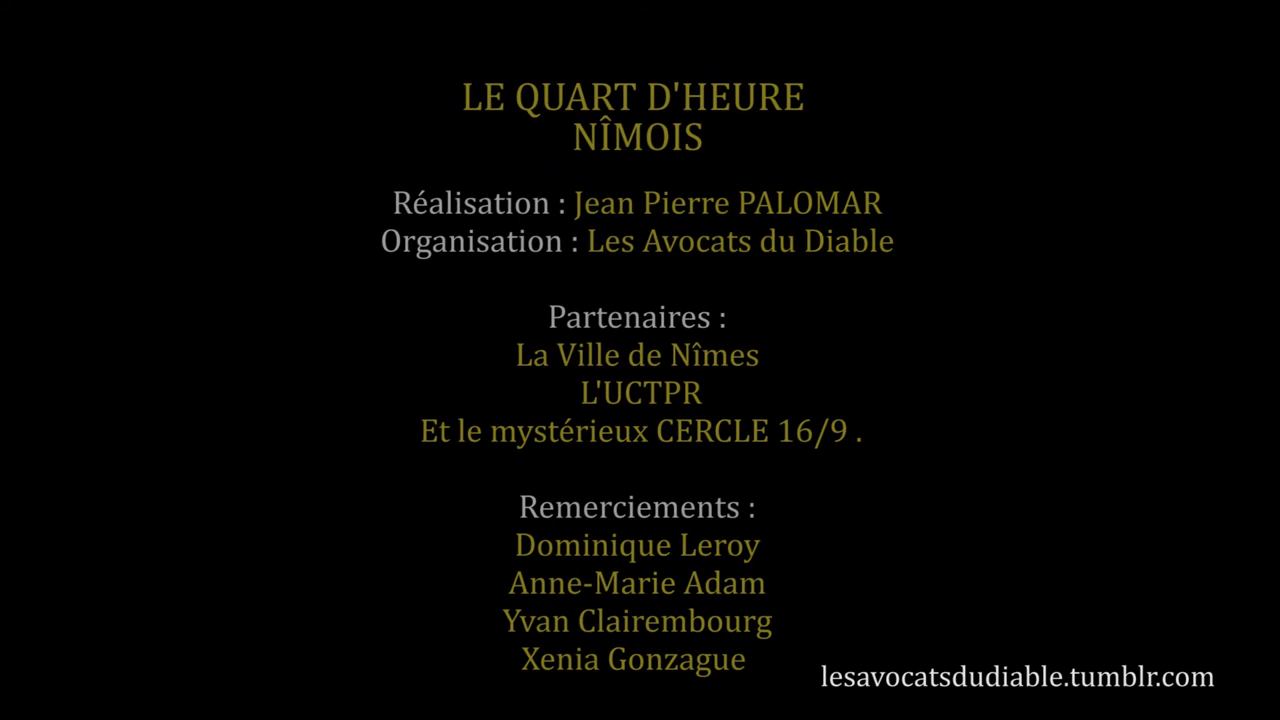 LE QUART D'HEURE
NÎMOIS
Réalisation : Jean Pierre PALOMAR
Organisation : Les Avocats du Diable
Partenaires :
La Ville de Nîmes
L'UCTPR
Et le mystérieux CERCLE 16/9 .
Remerciements :
Dominique Leroy
Anne-Marie Adam
Yvan Clairembourg
Xenia Gonzague
lesavocatsdudiable.tumblr.com